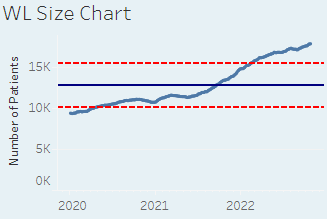 WL Size Chart
Number of Patients
15K
10K
5K
0K
2020 2021 2022